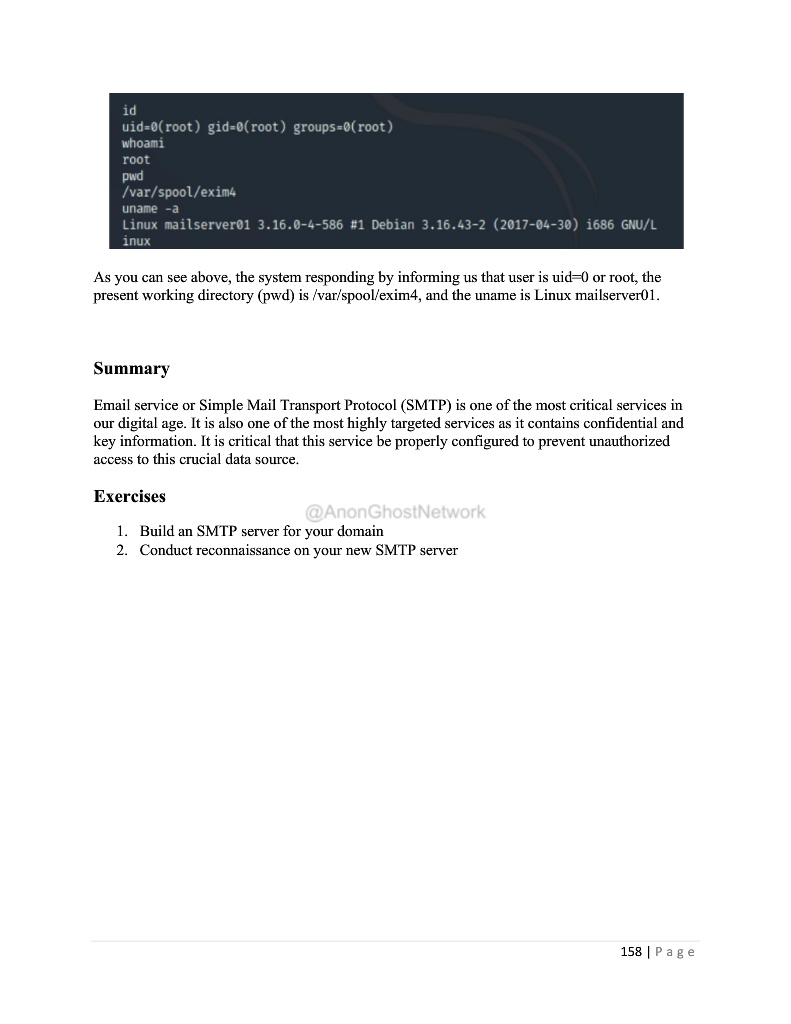 id
uid=0(root) gid=0(root) groups=0(root)
whoami
root
pwd
/var/spool/exim4
uname -a
Linux mailserver01 3.16.0-4-586 #1 Debian 3.16.43-2 (2017-04-30) i686 GNU/L
inux
As you can see above, the system responding by informing us that user is uid=0 or root, the
present working directory (pwd) is /var/spool/exim4, and the uname is Linux mailserver01.
Summary
Email service or Simple Mail Transport Protocol (SMTP) is one of the most critical services in
our digital age. It is also one of the most highly targeted services as it contains confidential and
key information. It is critical that this service be properly configured to prevent unauthorized
access to this crucial data source.
Exercises
@AnonGhostNetwork
1. Build an SMTP server for your domain
2. Conduct reconnaissance on your new SMTP server
158 | P a g e